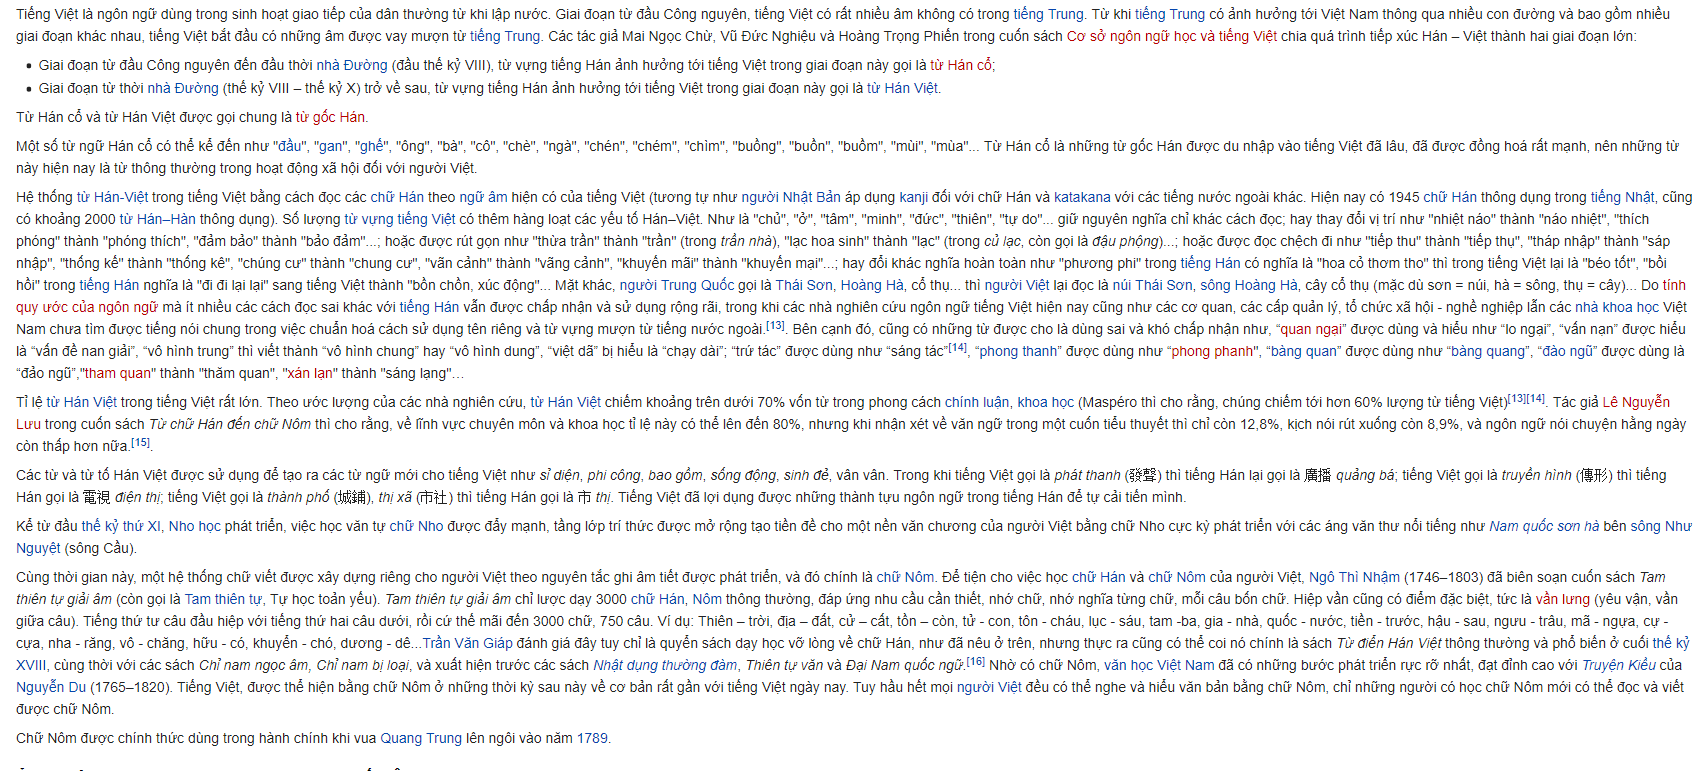 Tiếng Việt là ngôn ngữ dùng trong sinh hoạt giao tiếp của dân thường từ khi lập nước. Giai đoạn từ đầu Công nguyên, tiếng Việt có rất nhiều âm không có trong tiếng Trung. Từ khi tiếng Trung có ảnh hưởng tới Việt Nam thông qua nhiều con đường và bao gồm nhiều
giai đoạn khác nhau, tiếng Việt bắt đầu có những âm được vay mượn từ tiếng Trung. Các tác giả Mai Ngọc Chừ, Vũ Đức Nghiệu và Hoàng Trọng Phiến trong cuốn sách Cơ sở ngôn ngữ học và tiếng Việt chia quá trình tiếp xúc Hán – Việt thành hai giai đoạn lớn:
• Giai đoạn từ đầu Công nguyên đến đầu thời nhà Đường (đầu thế kỷ VIII), từ vựng tiếng Hán ảnh hưởng tới tiếng Việt trong giai đoạn này gọi là từ Hán cổ;
• Giai đoạn từ thời nhà Đường (thế kỷ VIII – thế kỷ X) trở về sau, từ vựng tiếng Hán ảnh hưởng tới tiếng Việt trong giai đoạn này gọi là từ Hán Việt.
Từ Hán cổ và từ Hán Việt được gọi chung là từ gốc Hán.
Một số từ ngữ Hán cổ có thể kể đến như "đầu", "gan", "ghế", "ông", "bà", "cô", "chè", "ngà", "chén", "chém", "chìm", "buồng", "buồn", "buồm", "mùi", "mùa"... Từ Hán cổ là những từ gốc Hán được du nhập vào tiếng Việt đã lâu, đã được đồng hoá rất mạnh, nên những từ
này hiện nay là từ thông thường trong hoạt động xã hội đối với người Việt.
Hệ thống từ Hán-Việt trong tiếng Việt bằng cách đọc các chữ Hán theo ngữ âm hiện có của tiếng Việt (tương tự như người Nhật Bản áp dụng kanji đối với chữ Hán và katakana với các tiếng nước ngoài khác. Hiện nay có 1945 chữ Hán thông dụng trong tiếng Nhật, cũng
có khoảng 2000 từ Hán–Hàn thông dụng). Số lượng từ vựng tiếng Việt có thêm hàng loạt các yếu tố Hán–Việt. Như là "chủ", "ở", "tâm", "minh", "đức", "thiên", "tự do"... giữ nguyên nghĩa chỉ khác cách đọc; hay thay đổi vị trí như "nhiệt náo" thành "náo nhiệt", "thích
phóng" thành "phóng thích", "đảm bảo" thành "bảo đảm"...; hoặc được rút gọn như "thừa trần" thành "trần" (trong trần nhà), "lạc hoa sinh" thành "lạc" (trong củ lạc, còn gọi là đậu phộng)...; hoặc được đọc chệch đi như "tiếp thu" thành "tiếp thụ", "tháp nhập" thành "sáp
nhập", "thống kế" thành "thống kê", "chúng cư" thành "chung cư", "vãn cảnh" thành "vãng cảnh", "khuyến mãi" thành "khuyến mại"...; hay đổi khác nghĩa hoàn toàn như "phương phi" trong tiếng Hán có nghĩa là "hoa cỏ thơm tho" thì trong tiếng Việt lại là "béo tốt", "bồi
hồi" trong tiếng Hán nghĩa là "đi đi lại lại" sang tiếng Việt thành "bồn chồn, xúc động"... Mặt khác, người Trung Quốc gọi là Thái Sơn, Hoàng Hà, cổ thụ... thì người Việt lại đọc là núi Thái Sơn, sông Hoàng Hà, cây cổ thụ (mặc dù sơn = núi, hà = sông, thụ = cây)... Do tính
quy ước của ngôn ngữ mà ít nhiều các cách đọc sai khác với tiếng Hán vẫn được chấp nhận và sử dụng rộng rãi, trong khi các nhà nghiên cứu ngôn ngữ tiếng Việt hiện nay cũng như các cơ quan, các cấp quản lý, tổ chức xã hội - nghề nghiệp lẫn các nhà khoa học Việt
Nam chưa tìm được tiếng nói chung trong việc chuẩn hoá cách sử dụng tên riêng và từ vựng mượn từ tiếng nước ngoài.[13]. Bên cạnh đó, cũng có những từ được cho là dùng sai và khó chấp nhận như, “quan ngại” được dùng và hiểu như “lo ngại”, “vấn nạn” được hiểu
là “vấn đề nan giải”, “vô hình trung” thì viết thành “vô hình chung” hay “vô hình dung”, “việt dã” bị hiểu là “chạy dài”; “trứ tác” được dùng như “sáng tác”[14], “phong thanh” được dùng như “phong phanh", “bàng quan” được dùng như “bàng quang”, “đào ngũ” được dùng là
“đảo ngũ”,"tham quan" thành "thăm quan", "xán lạn" thành "sáng lạng"…
Tỉ lệ từ Hán Việt trong tiếng Việt rất lớn. Theo ước lượng của các nhà nghiên cứu, từ Hán Việt chiếm khoảng trên dưới 70% vốn từ trong phong cách chính luận, khoa học (Maspéro thì cho rằng, chúng chiếm tới hơn 60% lượng từ tiếng Việt)[13][14]. Tác giả Lê Nguyễn
Lưu trong cuốn sách Từ chữ Hán đến chữ Nôm thì cho rằng, về lĩnh vực chuyên môn và khoa học tỉ lệ này có thể lên đến 80%, nhưng khi nhận xét về văn ngữ trong một cuốn tiểu thuyết thì chỉ còn 12,8%, kịch nói rút xuống còn 8,9%, và ngôn ngữ nói chuyện hằng ngày
còn thấp hơn nữa.[15].
Các từ và từ tố Hán Việt được sử dụng để tạo ra các từ ngữ mới cho tiếng Việt như sỉ diện, phi công, bao gồm, sống động, sinh đẻ, vân vân. Trong khi tiếng Việt gọi là phát thanh (發聲) thì tiếng Hán lại gọi là 廣播 quảng bá; tiếng Việt gọi là truyền hình (傳形) thì tiếng
Hán gọi là 電視 điện thị; tiếng Việt gọi là thành phố (城鋪), thị xã (市社) thì tiếng Hán gọi là 市 thị. Tiếng Việt đã lợi dụng được những thành tựu ngôn ngữ trong tiếng Hán để tự cải tiến mình.
Kể từ đầu thế kỷ thứ XI, Nho học phát triển, việc học văn tự chữ Nho được đẩy mạnh, tầng lớp trí thức được mở rộng tạo tiền đề cho một nền văn chương của người Việt bằng chữ Nho cực kỳ phát triển với các áng văn thư nổi tiếng như Nam quốc sơn hà bên sông Như
Nguyệt (sông Cầu).
Cùng thời gian này, một hệ thống chữ viết được xây dựng riêng cho người Việt theo nguyên tắc ghi âm tiết được phát triển, và đó chính là chữ Nôm. Để tiện cho việc học chữ Hán và chữ Nôm của người Việt, Ngô Thì Nhậm (1746–1803) đã biên soạn cuốn sách Tam
thiên tự giải âm (còn gọi là Tam thiên tự, Tự học toản yếu). Tam thiên tự giải âm chỉ lược dạy 3000 chữ Hán, Nôm thông thường, đáp ứng nhu cầu cần thiết, nhớ chữ, nhớ nghĩa từng chữ, mỗi câu bốn chữ. Hiệp vần cũng có điểm đặc biệt, tức là vần lưng (yêu vận, vần
giữa câu). Tiếng thứ tư câu đầu hiệp với tiếng thứ hai câu dưới, rồi cứ thế mãi đến 3000 chữ, 750 câu. Ví dụ: Thiên – trời, địa – đất, cử – cất, tồn – còn, tử - con, tôn - cháu, lục - sáu, tam -ba, gia - nhà, quốc - nước, tiền - trước, hậu - sau, ngưu - trâu, mã - ngựa, cự -
cựa, nha - răng, vô - chăng, hữu - có, khuyển - chó, dương - dê...Trần Văn Giáp đánh giá đây tuy chỉ là quyển sách dạy học vỡ lòng về chữ Hán, như đã nêu ở trên, nhưng thực ra cũng có thể coi nó chính là sách Từ điển Hán Việt thông thường và phổ biến ở cuối thế kỷ
XVIII, cùng thời với các sách Chỉ nam ngọc âm, Chỉ nam bị loại, và xuất hiện trước các sách Nhật dụng thường đàm, Thiên tự văn và Đại Nam quốc ngữ.[16] Nhờ có chữ Nôm, văn học Việt Nam đã có những bước phát triển rực rỡ nhất, đạt đỉnh cao với Truyện Kiều của
Nguyễn Du (1765–1820). Tiếng Việt, được thể hiện bằng chữ Nôm ở những thời kỳ sau này về cơ bản rất gần với tiếng Việt ngày nay. Tuy hầu hết mọi người Việt đều có thể nghe và hiểu văn bản bằng chữ Nôm, chỉ những người có học chữ Nôm mới có thể đọc và viết
được chữ Nôm.
Chữ Nôm được chính thức dùng trong hành chính khi vua Quang Trung lên ngôi vào năm 1789.